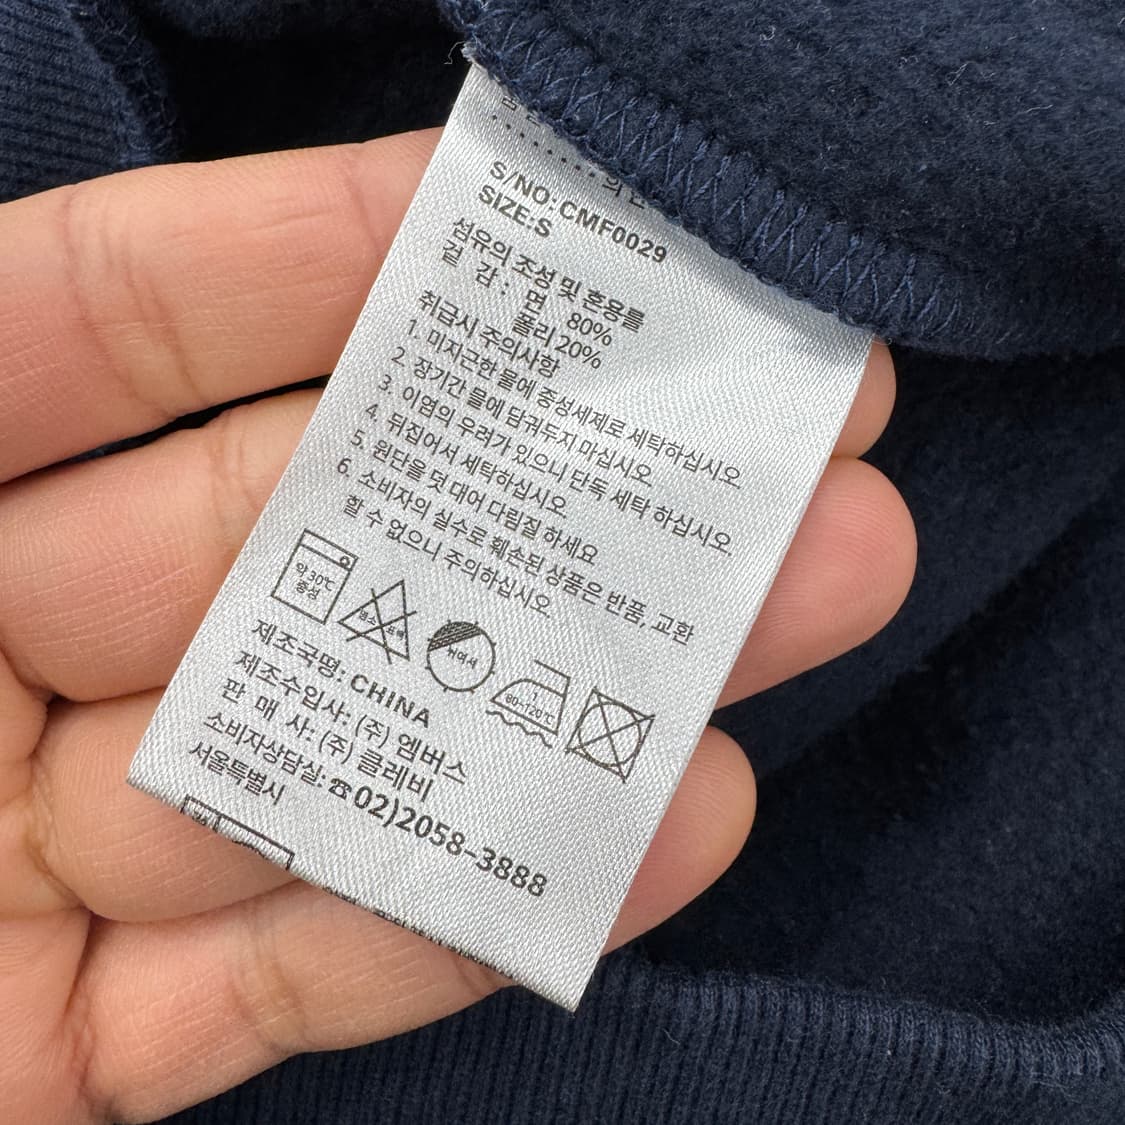 S/NO: CMF0029
SIZE:S
섬유의 조성 및 혼용률
겉 감 : 면 80%
폴리 20%
취급시 주의사항
1. 미지근한 물에 중성세제로 세탁하십시오.
2. 장기간 물에 담궈두지 마십시오.
3. 이염의 우려가 있으니 단독 세탁 하십시오.
4. 뒤집어서 세탁하십시오.
5. 원단을 덧 대어 다림질 하세요
6. 소비자의 실수로 훼손된 상품은 반품, 교환
할 수 없으니 주의하십시오.
약 30℃
중성
염소 표백
뉘여서
1
80~120℃
제조국명: CHINA
제조수입사: (주) 엠버스
판 매 사: (주) 클레비
소비자상담실: ☎02)2058-3888
서울특별시